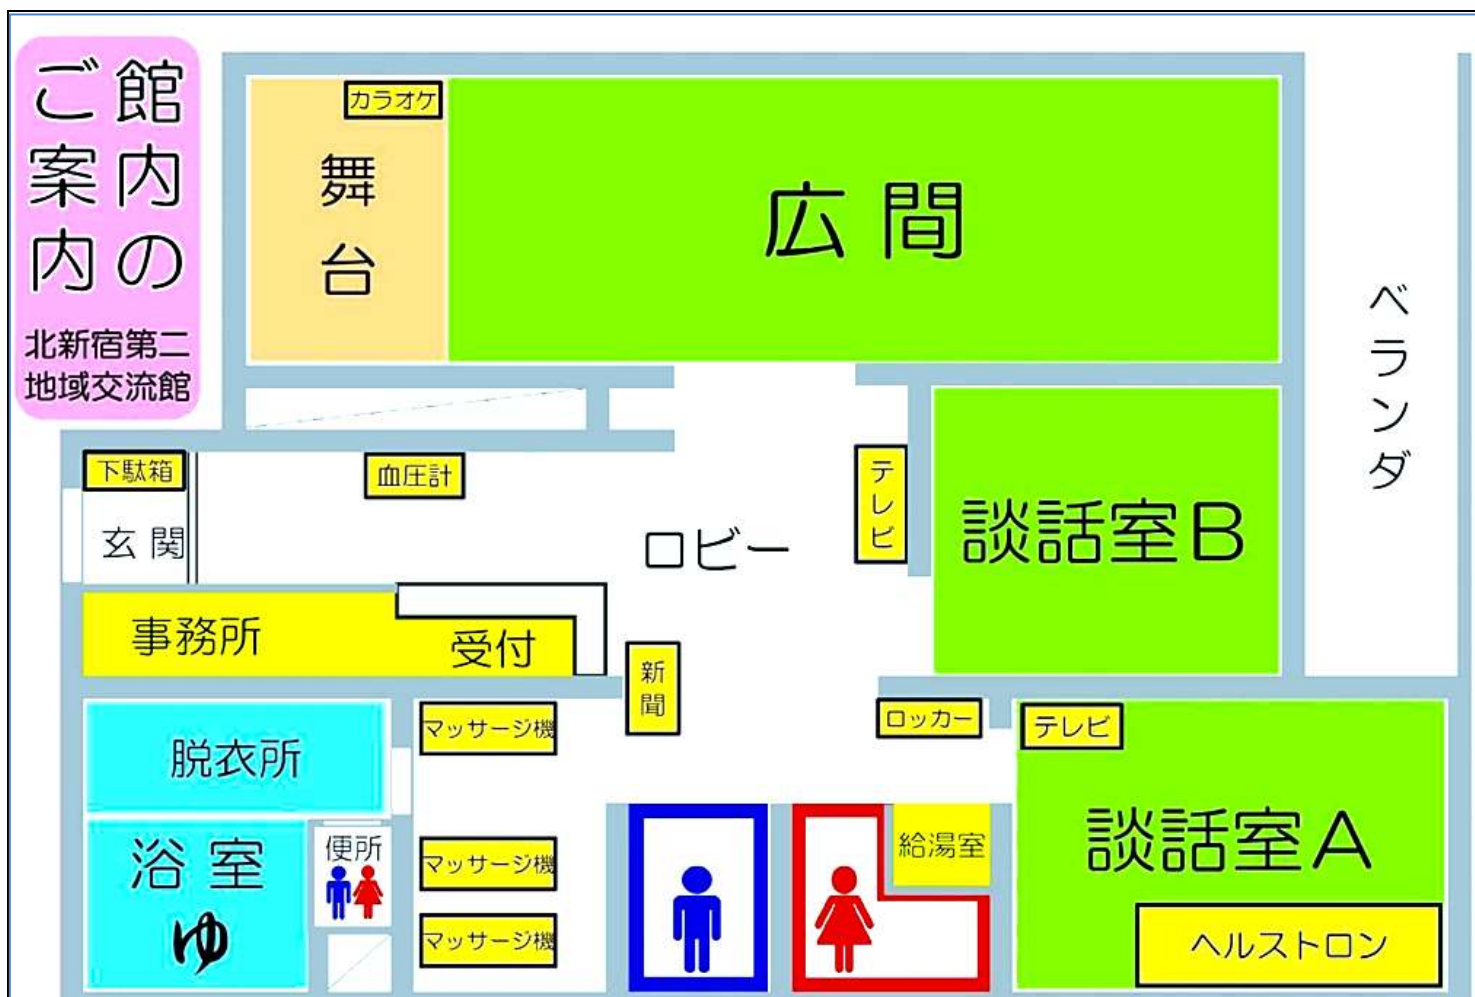 館内の
ご案内
北新宿第二
地域交流館
カラオケ
舞台
広間
ベランダ
下駄箱
血圧計
テレビ
玄関
ロビー
談話室B
事務所
受付
新聞
ロッカー
テレビ
マッサージ機
脱衣所
浴室
ゆ
便所
マッサージ機
マッサージ機
給湯室
談話室A
ヘルストロン